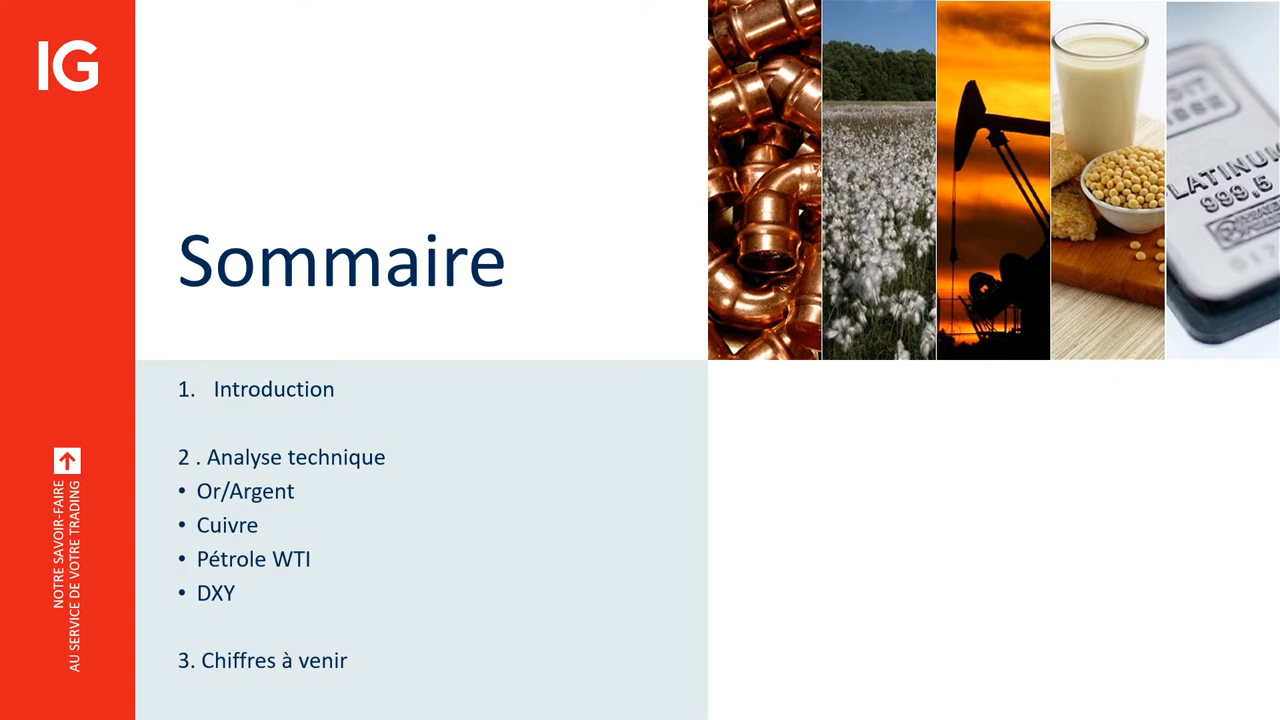 IG
Sommaire
1. Introduction
2 . Analyse technique
• Or/Argent
• Cuivre
• Pétrole WTI
• DXY
3. Chiffres à venir
NOTRE SAVOIR-FAIRE
AU SERVICE DE VOTRE TRADING
LATINUM
999,5